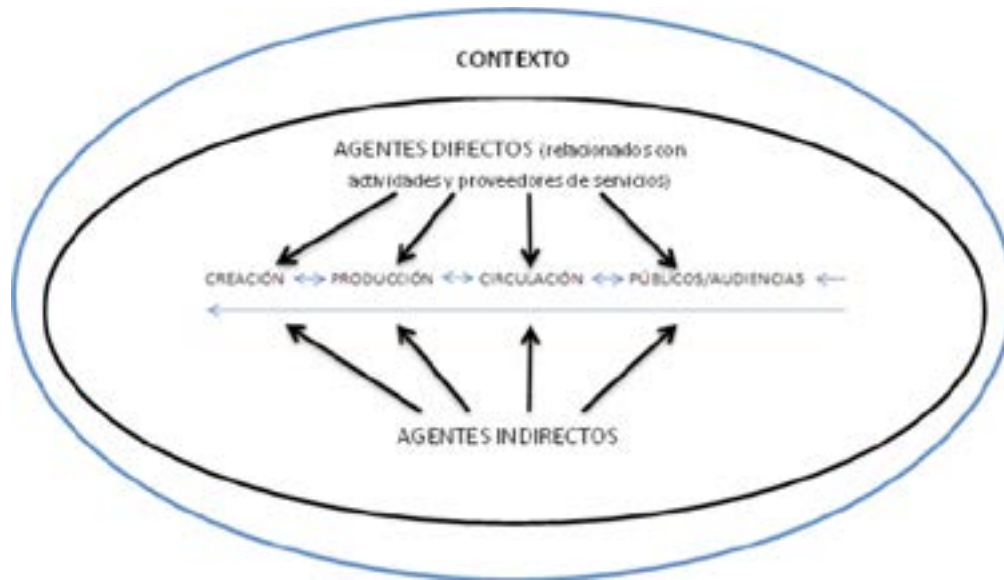 CONTEXTO
AGENTES DIRECTOS (relacionados con
actividades y proveedores de servicios)
CREACIÓN PRODUCCIÓN CIRCULACIÓN PÚBLICOS/AUDIENCIAS
AGENTES INDIRECTOS